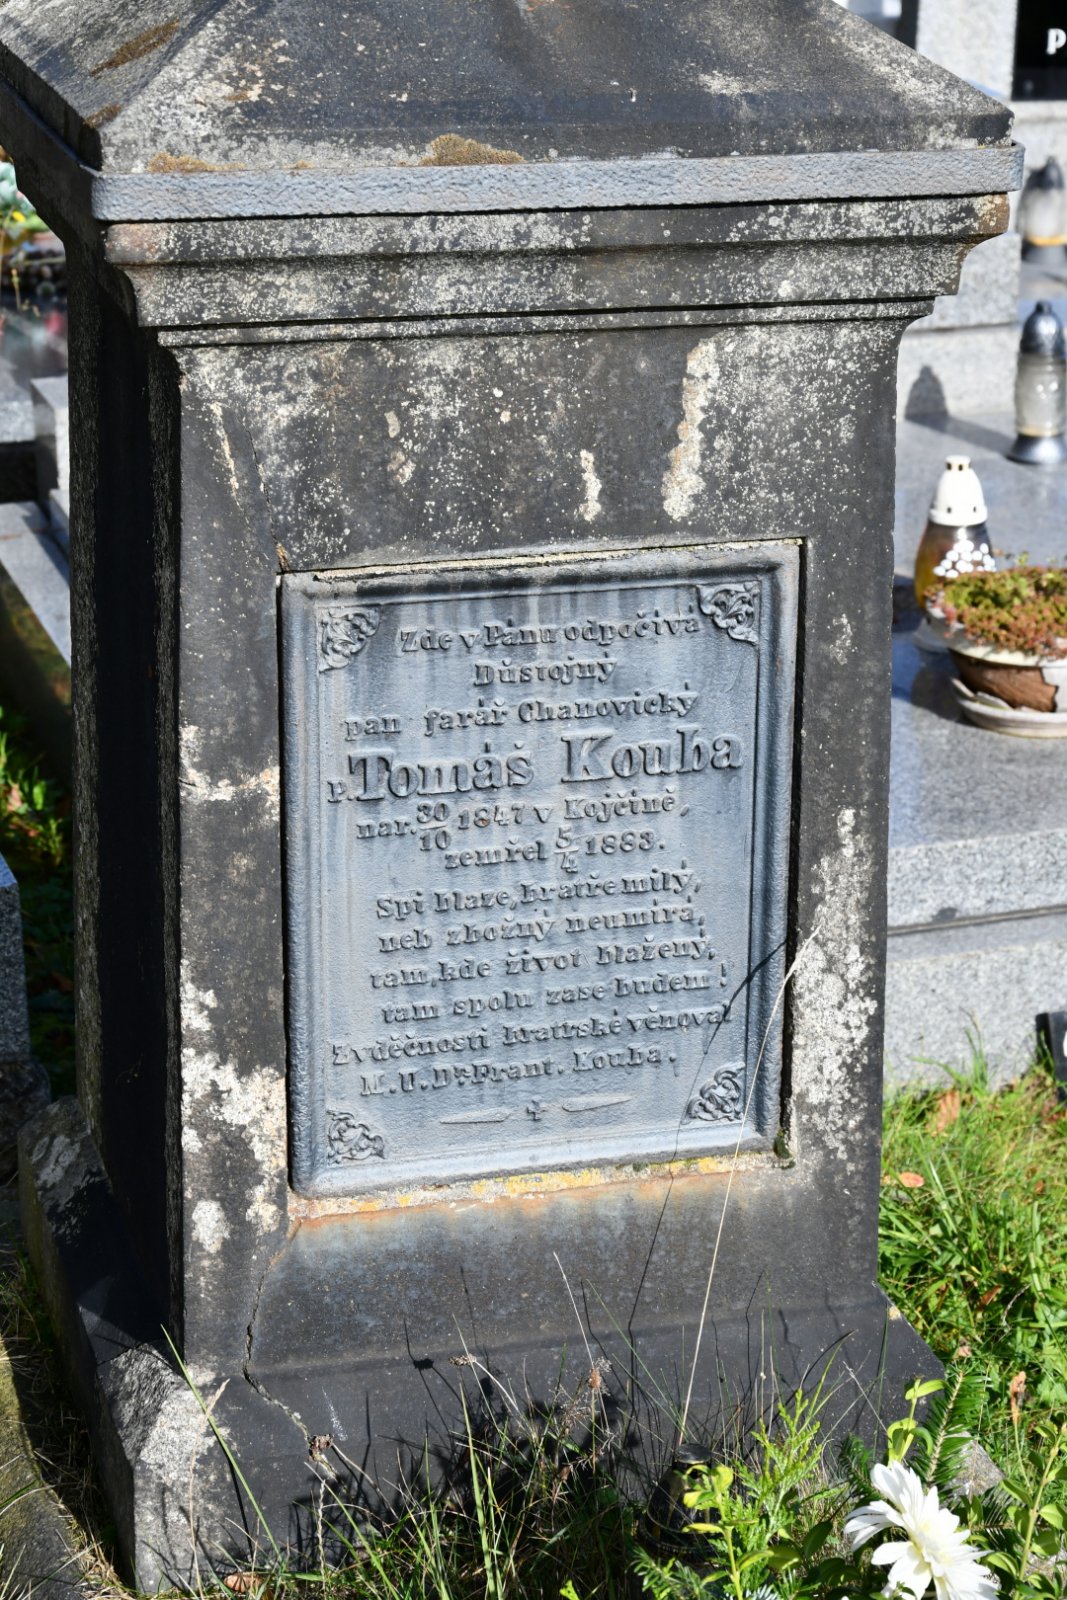 Zde v Pánu odpočívá
Důstojný
pan farář Chanovický
P. Tomáš Kouba
nar. 30/10 1847 v Kojčině,
zemřel 5/4 1883.
Spi blaze, bratře milý,
neb zbožný neumírá,
tam, kde život blažený,
tam spolu zase budem!
Z vděčnosti bratrské věnoval
M.U.Dr. Frant. Kouba.
P